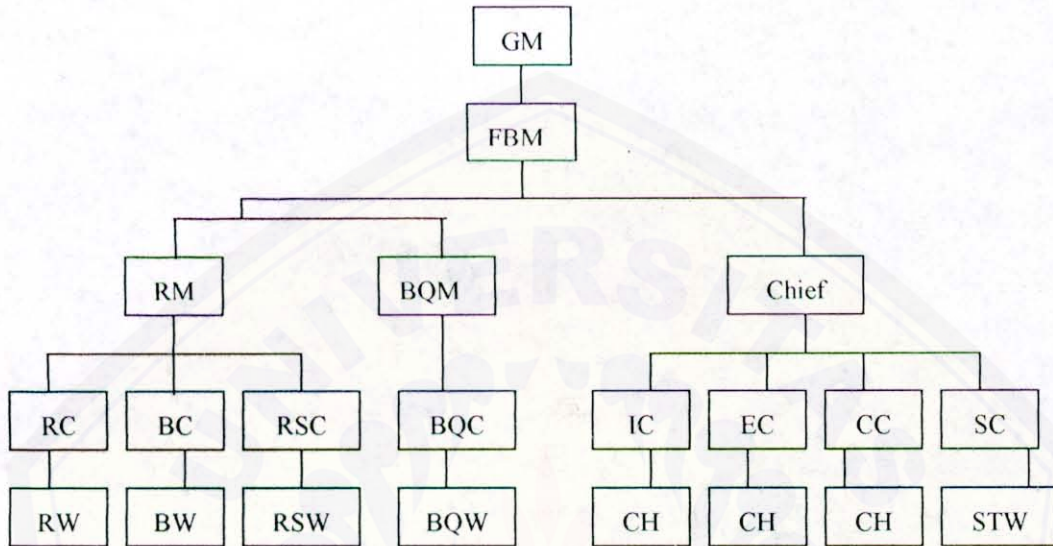 GM
FBM
RM BQM Chief
RC BC RSC BQC IC EC CC SC
RW BW RSW BQW CH CH CH STW
UNIVERSITAS